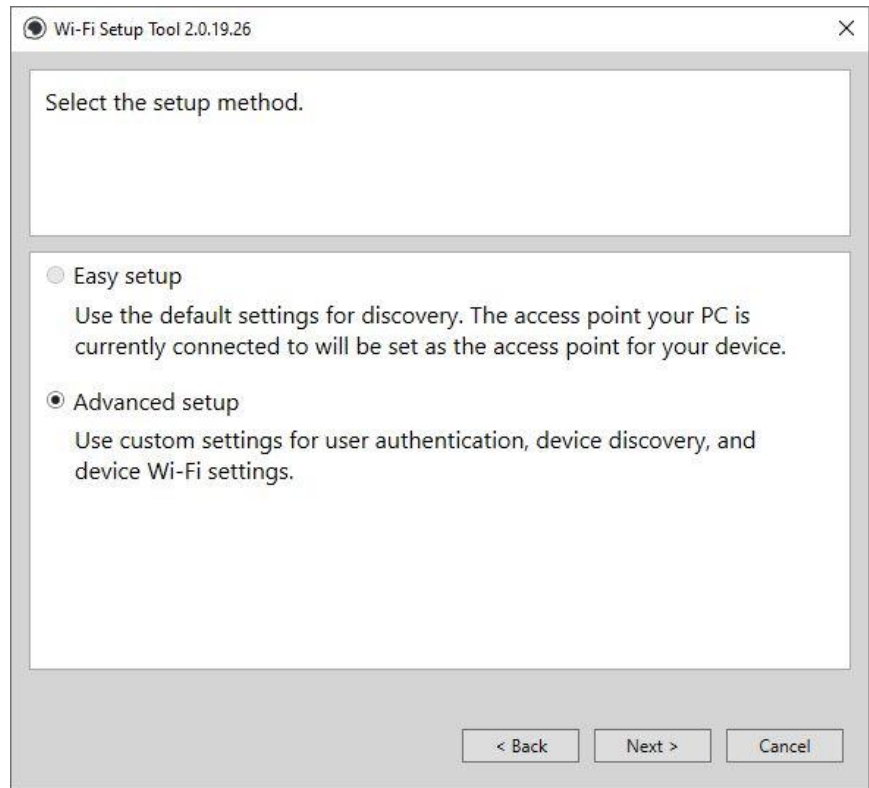 Wi-Fi Setup Tool 2.0.19.26
Select the setup method.
Easy setup
Use the default settings for discovery. The access point your PC is
currently connected to will be set as the access point for your device.
Advanced setup
Use custom settings for user authentication, device discovery, and
device Wi-Fi settings.
< Back
Next >
Cancel